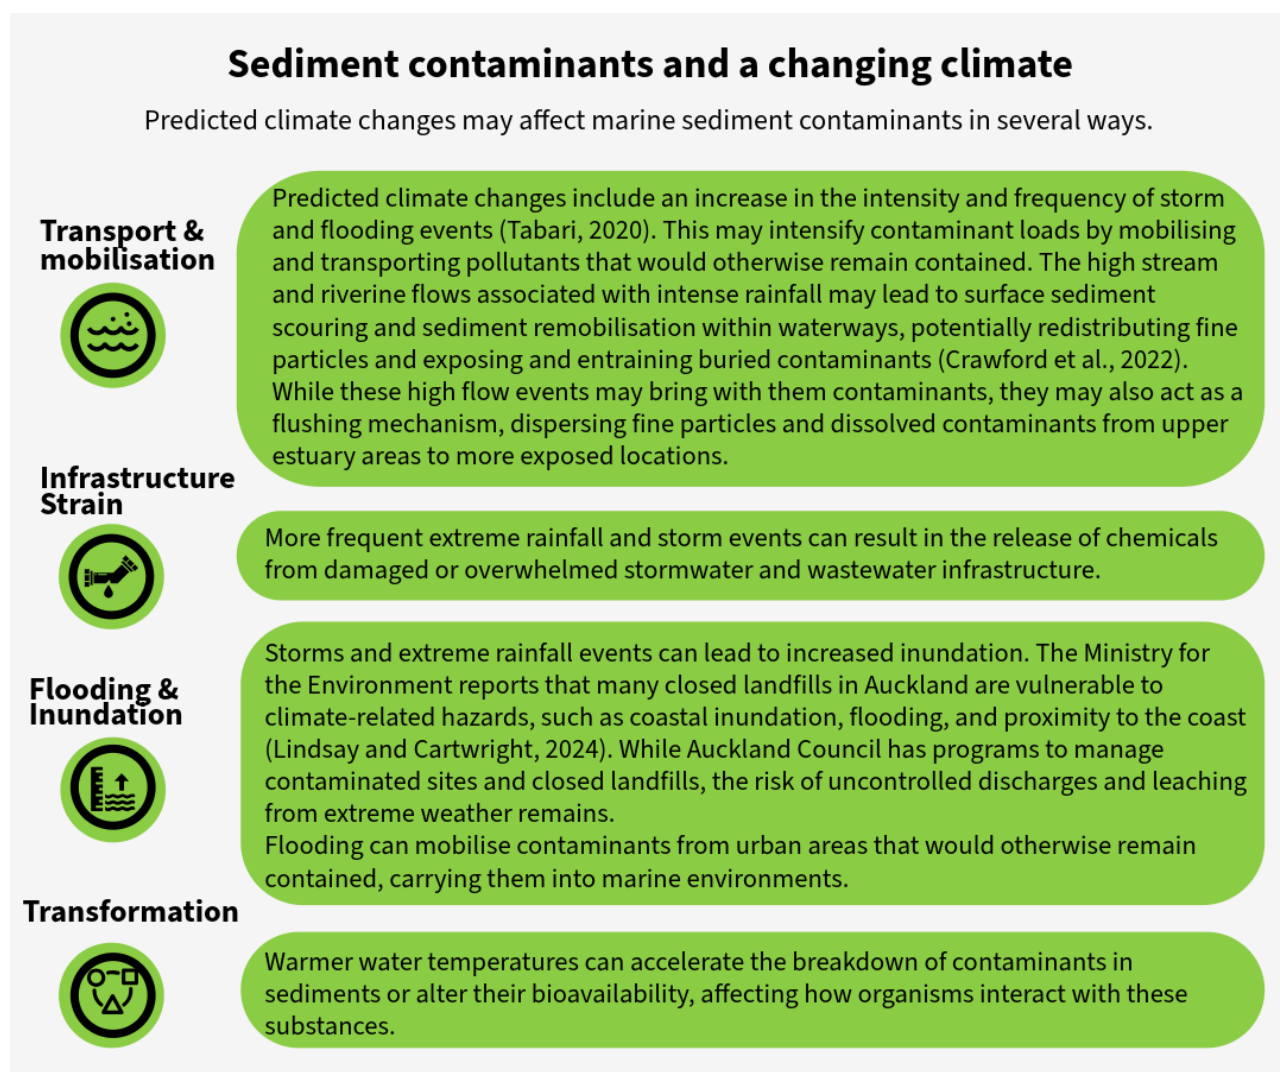 Sediment contaminants and a changing climate
Predicted climate changes may affect marine sediment contaminants in several ways.
Transport &
mobilisation
Predicted climate changes include an increase in the intensity and frequency of storm
and flooding events (Tabari, 2020). This may intensify contaminant loads by mobilising
and transporting pollutants that would otherwise remain contained. The high stream
and riverine flows associated with intense rainfall may lead to surface sediment
scouring and sediment remobilisation within waterways, potentially redistributing fine
particles and exposing and entraining buried contaminants (Crawford et al., 2022).
While these high flow events may bring with them contaminants, they may also act as a
flushing mechanism, dispersing fine particles and dissolved contaminants from upper
estuary areas to more exposed locations.
Infrastructure
Strain
More frequent extreme rainfall and storm events can result in the release of chemicals
from damaged or overwhelmed stormwater and wastewater infrastructure.
Flooding &
Inundation
Storms and extreme rainfall events can lead to increased inundation. The Ministry for
the Environment reports that many closed landfills in Auckland are vulnerable to
climate-related hazards, such as coastal inundation, flooding, and proximity to the coast
(Lindsay and Cartwright, 2024). While Auckland Council has programs to manage
contaminated sites and closed landfills, the risk of uncontrolled discharges and leaching
from extreme weather remains.
Flooding can mobilise contaminants from urban areas that would otherwise remain
contained, carrying them into marine environments.
Transformation
Warmer water temperatures can accelerate the breakdown of contaminants in
sediments or alter their bioavailability, affecting how organisms interact with these
substances.